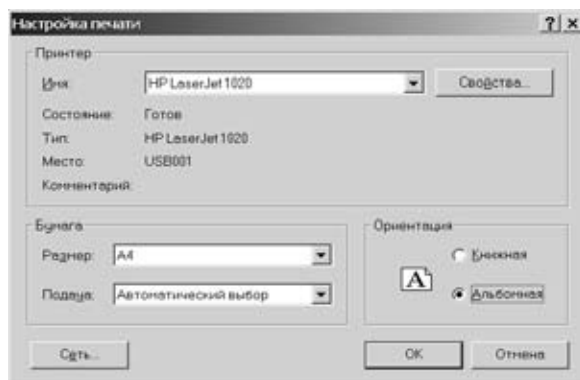 Настройка печати
Принтер
Имя: HP LaserJet 1020 Свойства...
Состояние: Готов
Тип: HP LaserJet 1020
Место: USB001
Комментарий:
Бумага
Размер: A4
Подача: Автоматический выбор
Ориентация
A
Книжная
Альбомная
Сеть... OK Отмена